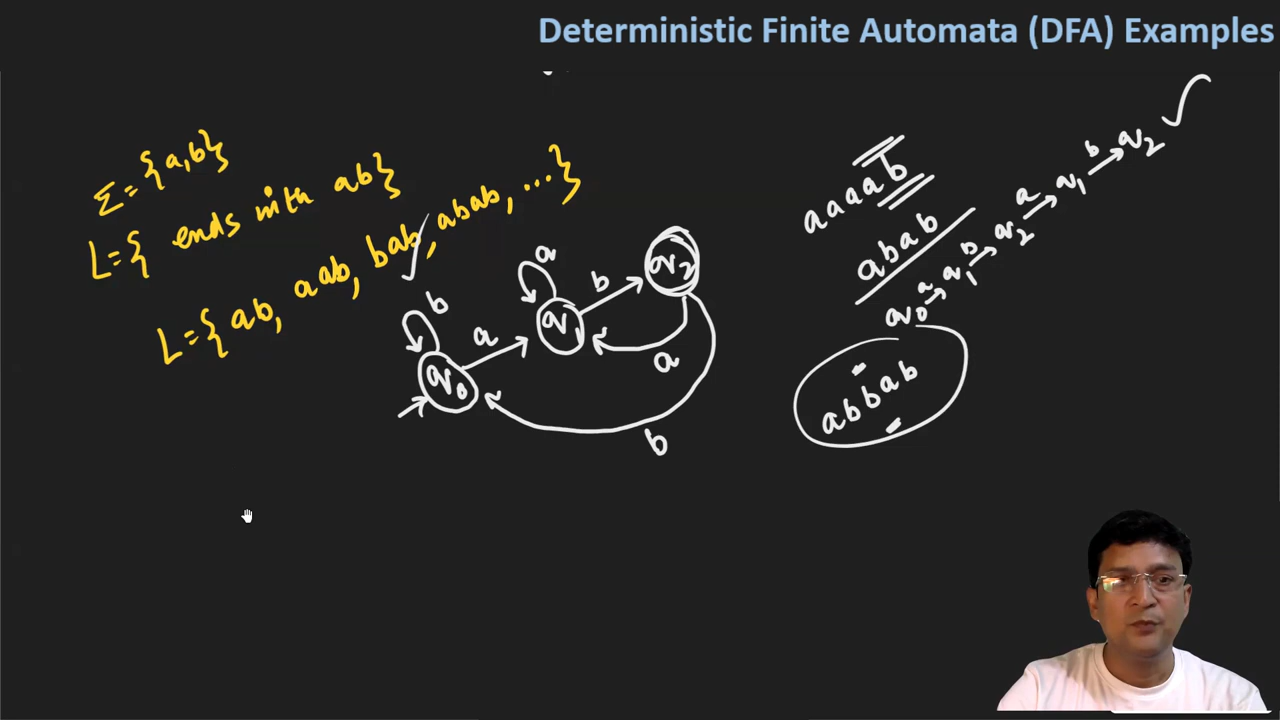 Deterministic Finite Automata (DFA) Examples
Σ={a,b}
L={ ends with ab}
L={ab, aab, bab, abab, ...}
b
q0
a
a
q1
b
q2
a
b
aaaab
abab
q0 a→ q1 b→ q2 a→ q1 b→ q2 ✓
abbab